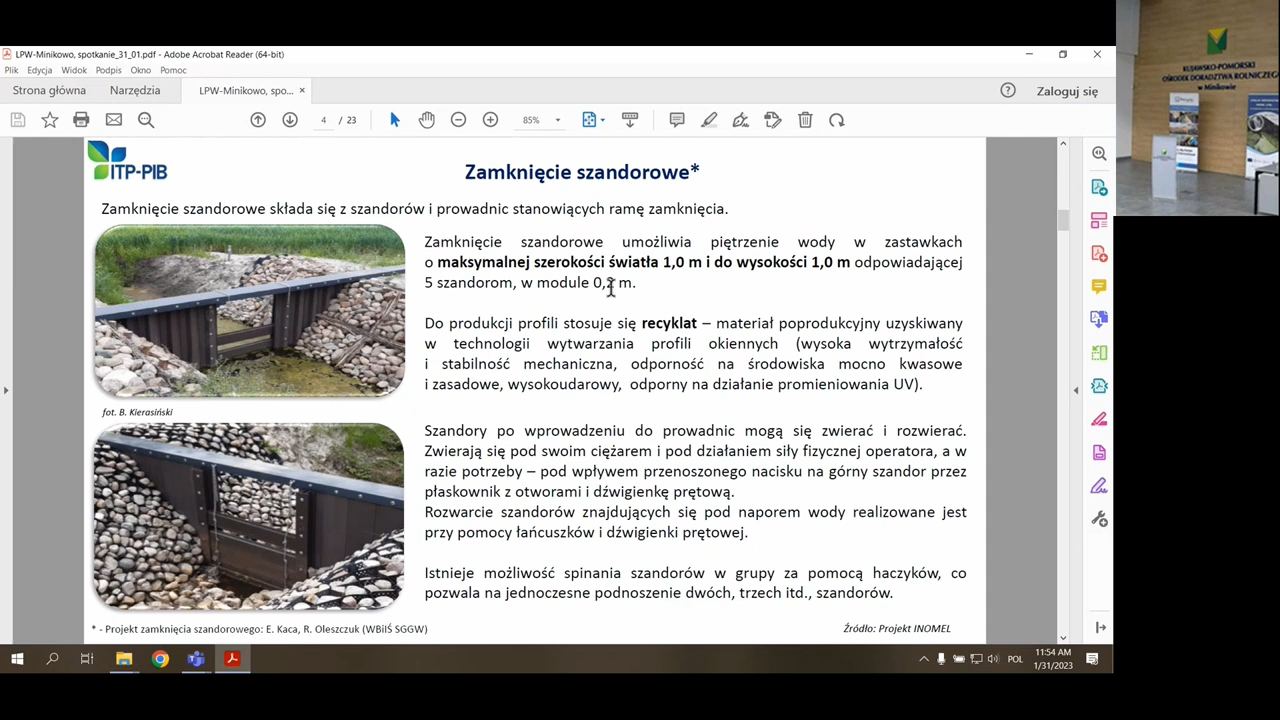 LPW-Minikowo, spotkanie_31_01.pdf - Adobe Acrobat Reader (64-bit)
Plik Edycja Widok Podpis Okno Pomoc
Strona główna Narzędzia LPW-Minikowo, spo... Zaloguj się
4 / 23 85%
ITP-PIB
Zamknięcie szandorowe*
Zamknięcie szandorowe składa się z szandorów i prowadnic stanowiących ramę zamknięcia.
Zamknięcie szandorowe umożliwia piętrzenie wody w zastawkach
o maksymalnej szerokości światła 1,0 m i do wysokości 1,0 m odpowiadającej
5 szandorom, w module 0,2 m.
Do produkcji profili stosuje się recyklat – materiał poprodukcyjny uzyskiwany
w technologii wytwarzania profili okiennych (wysoka wytrzymałość
i stabilność mechaniczna, odporność na środowiska mocno kwasowe
i zasadowe, wysokoudarowy, odporny na działanie promieniowania UV).
fot. B. Kierasiński
Szandory po wprowadzeniu do prowadnic mogą się zwierać i rozwierać.
Zwierają się pod swoim ciężarem i pod działaniem siły fizycznej operatora, a w
razie potrzeby – pod wpływem przenoszonego nacisku na górny szandor przez
płaskownik z otworami i dźwigienkę prętową.
Rozwarcie szandorów znajdujących się pod naporem wody realizowane jest
przy pomocy łańcuszków i dźwigienki prętowej.
Istnieje możliwość spinania szandorów w grupy za pomocą haczyków, co
pozwala na jednoczesne podnoszenie dwóch, trzech itd., szandorów.
* - Projekt zamknięcia szandorowego: E. Kaca, R. Oleszczuk (WBiIŚ SGGW)
Źródło: Projekt INOMEL
POL
11:54 AM
1/31/2023
KUJAWSKO-POMORSKI
OŚRODEK DORADZTWA ROLNICZEGO
w Minikowie